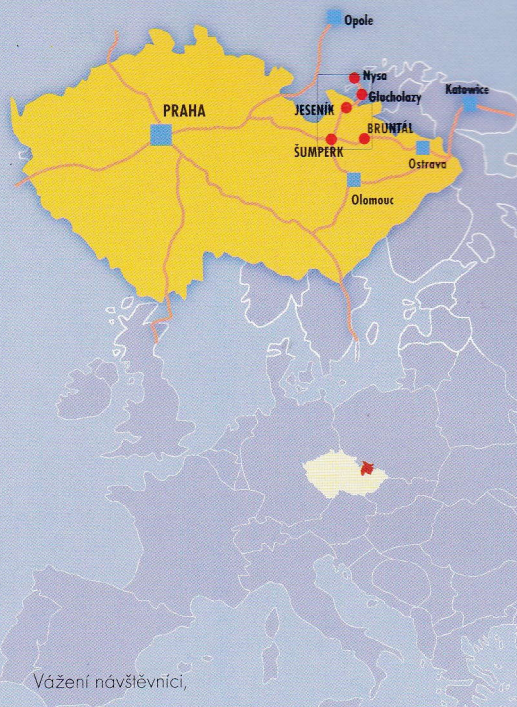 Opole
Nysa
Głuchołazy
Katowice
JESENÍK
PRAHA
BRUNTÁL
ŠUMPERK
Ostrava
Olomouc
Vážení návštěvníci,